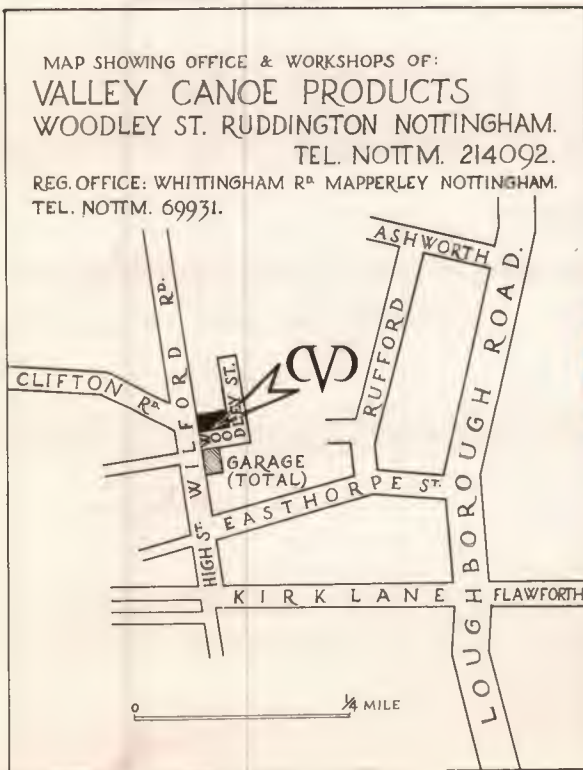 MAP SHOWING OFFICE & WORKSHOPS OF:
VALLEY CANOE PRODUCTS
WOODLEY ST. RUDDINGTON NOTTINGHAM.
TEL. NOTTM. 214092.
REG. OFFICE: WHITTINGHAM RD. MAPPERLEY NOTTINGHAM.
TEL. NOTTM. 69931.
ASHWORTH
LOUGHBOROUGH ROAD.
RUFFORD
WILFORD RD.
CLIFTON RD.
WOODLEY ST.
CVP
GARAGE
(TOTAL)
EASTHORPE ST.
HIGH ST.
KIRK LANE
FLAWFORTH
0 1/4 MILE